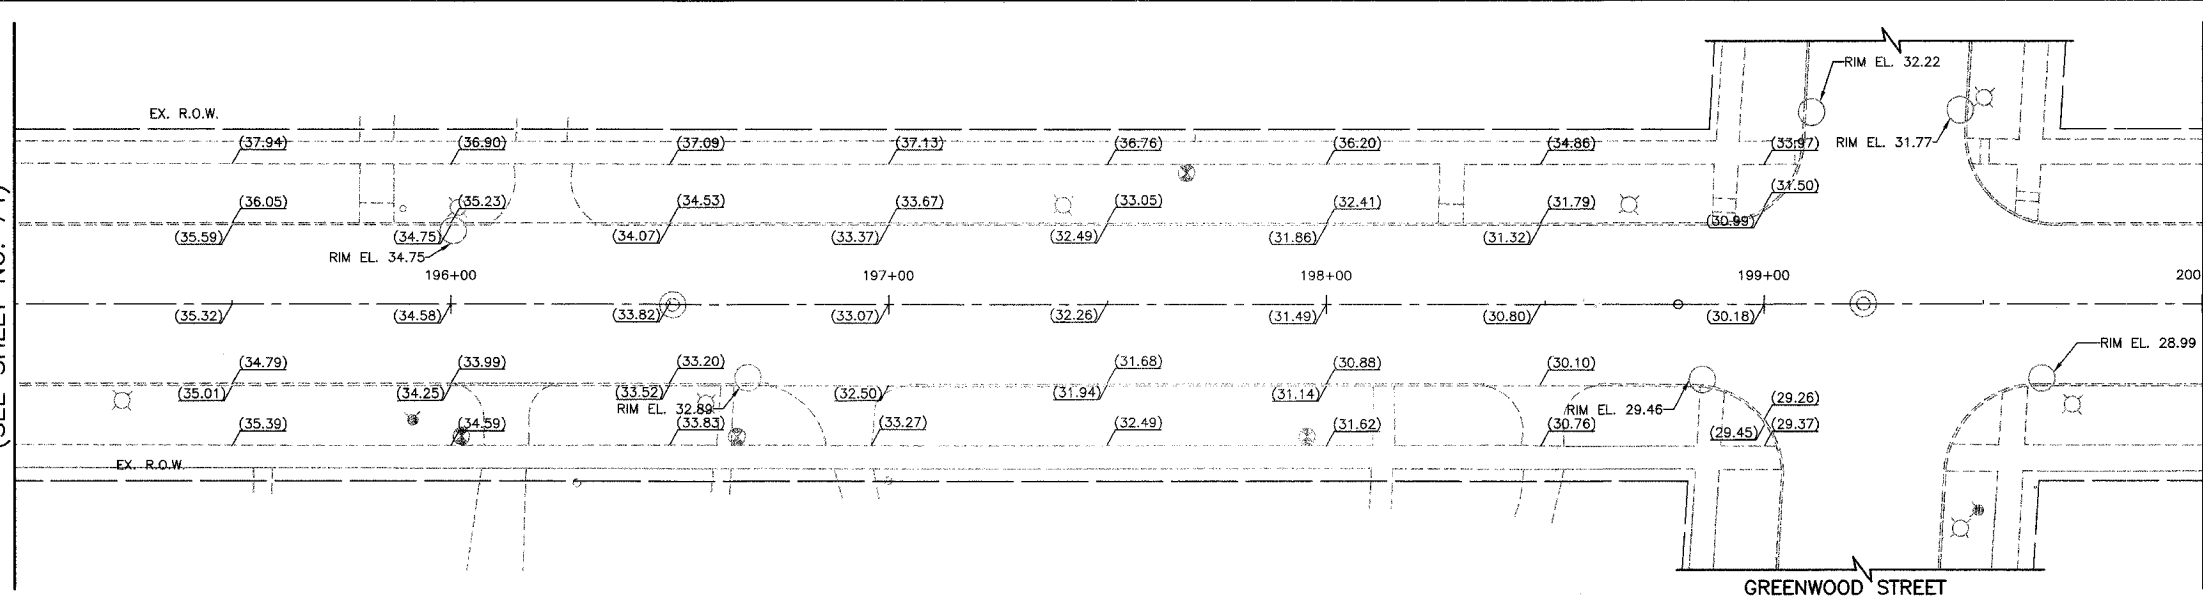 RIM EL. 32.22
EX. R.O.W.
(37.94) (36.90) (37.09) (37.13) (36.76) (36.20) (34.86) (33.97) RIM EL. 31.77
(36.05) (35.23) (34.53) (33.67) (33.05) (32.41) (31.79) (31.50)
(35.59) (34.75) (34.07) (33.37) (32.49) (31.86) (31.32) (30.99)
RIM EL. 34.75
196+00 197+00 198+00 199+00 200
(35.32) (34.58) (33.82) (33.07) (32.26) (31.49) (30.80) (30.18)
RIM EL. 28.99
(34.79) (33.99) (33.20) (31.68) (30.88) (30.10)
(35.01) (34.25) (33.52) (32.50) (31.94) (31.14) (29.26)
RIM EL. 32.89 RIM EL. 29.46
(35.39) (34.59) (33.83) (33.27) (32.49) (31.62) (30.76) (29.45) (29.37)
EX. R.O.W.
GREENWOOD STREET